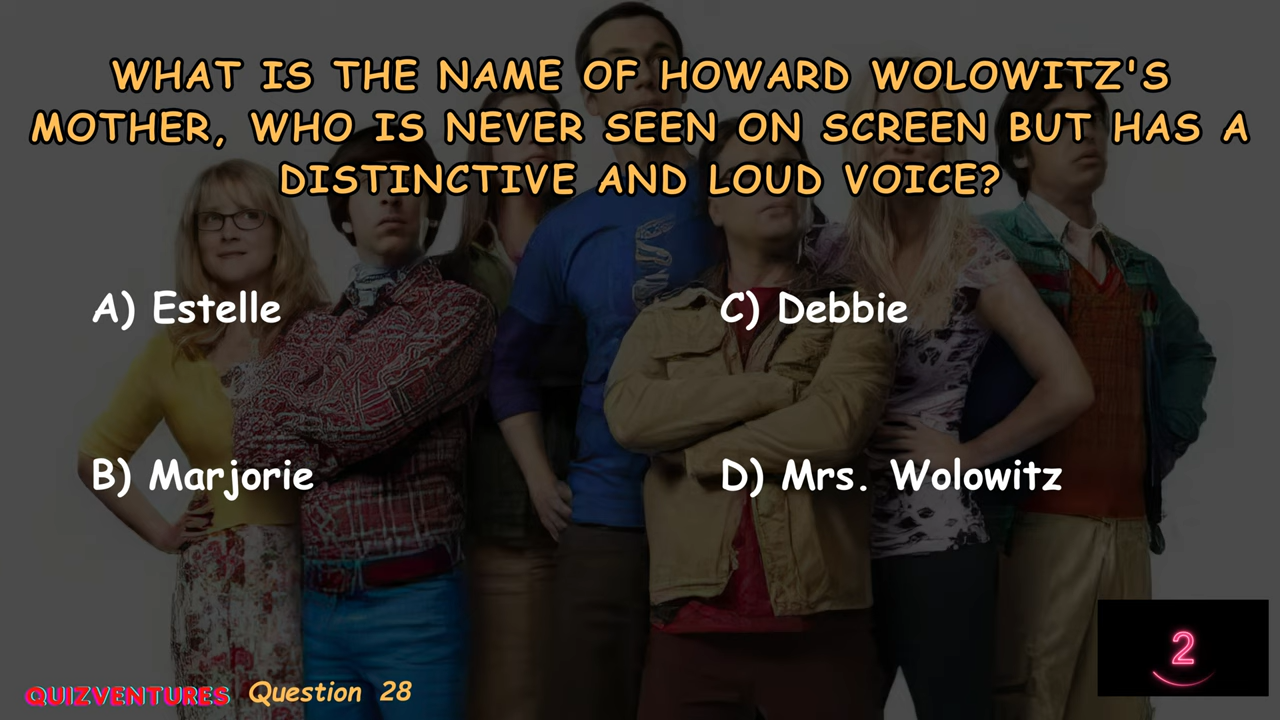 WHAT IS THE NAME OF HOWARD WOLOWITZ'S
MOTHER, WHO IS NEVER SEEN ON SCREEN BUT HAS A
DISTINCTIVE AND LOUD VOICE?
A) Estelle
C) Debbie
B) Marjorie
D) Mrs. Wolowitz
2
QUIZVENTURES Question 28